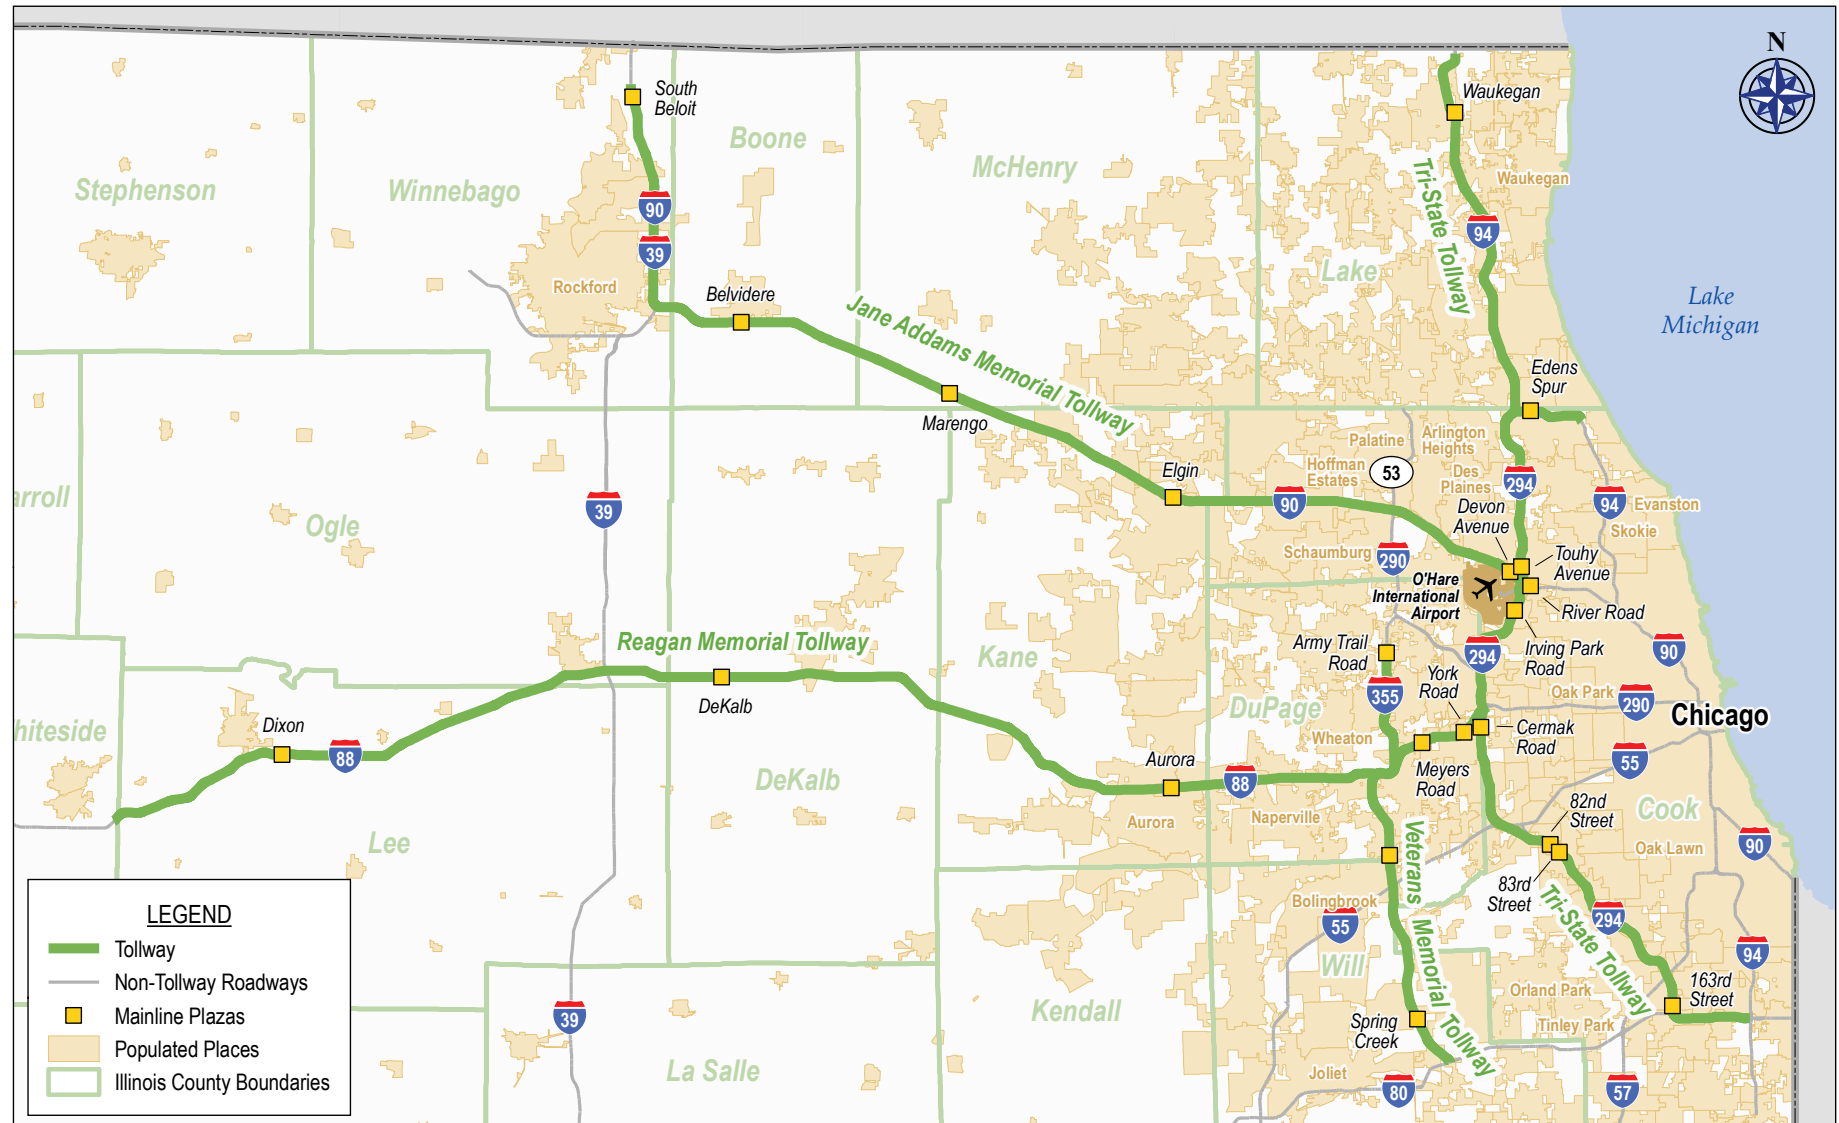 N
South
Beloit
Waukegan
Boone
McHenry
Stephenson
Winnebago
Waukegan
90
94
39
Tri-State Tollway
Lake
Rockford
Belvidere
Lake
Michigan
Jane Addams Memorial Tollway
Edens
Spur
Marengo
Palatine
Arlington
Heights
Elgin
Hoffman
Estates
53
Des
Plaines
294
90
94
Evanston
arroll
39
Ogle
Devon
Avenue
Skokie
Schaumburg
290
Touhy
Avenue
O'Hare
International
Airport
River Road
Reagan Memorial Tollway
Kane
Army Trail
Road
294
Irving Park
Road
90
York
Road
355
Oak Park
290
DeKalb
DuPage
Chicago
hiteside
Dixon
Wheaton
Cermak
Road
88
Aurora
55
DeKalb
88
Meyers
Road
Aurora
Naperville
82nd
Street
Cook
Lee
Oak Lawn
90
83rd
Street
Bolingbrook
55
Veterans Memorial Tollway
Tri-State Tollway
294
94
Will
LEGEND
Tollway
Non-Tollway Roadways
Mainline Plazas
Populated Places
Illinois County Boundaries
39
Kendall
Orland Park
163rd
Street
Spring
Creek
Tinley Park
La Salle
Joliet
80
57